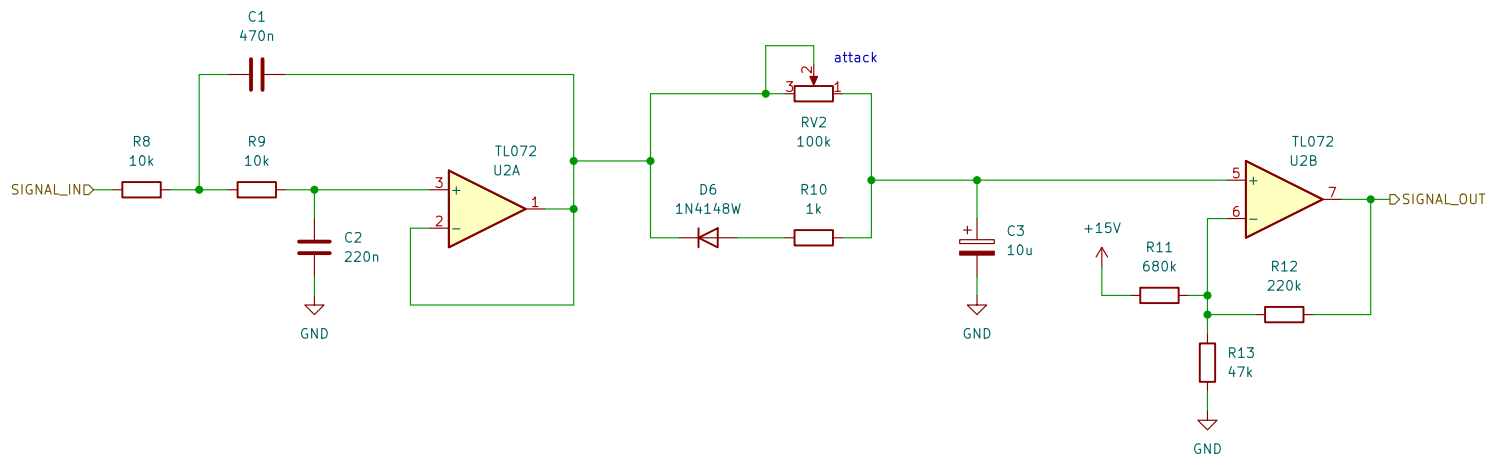 C1
470n
attack
3
2
1
RV2
100k
R8
10k
R9
10k
TL072
U2A
TL072
U2B
SIGNAL_IN
3
+
2
−
1
D6
1N4148W
R10
1k
5
+
6
−
7
SIGNAL_OUT
C2
220n
+
C3
10u
+15V
R11
680k
R12
220k
GND
GND
R13
47k
GND